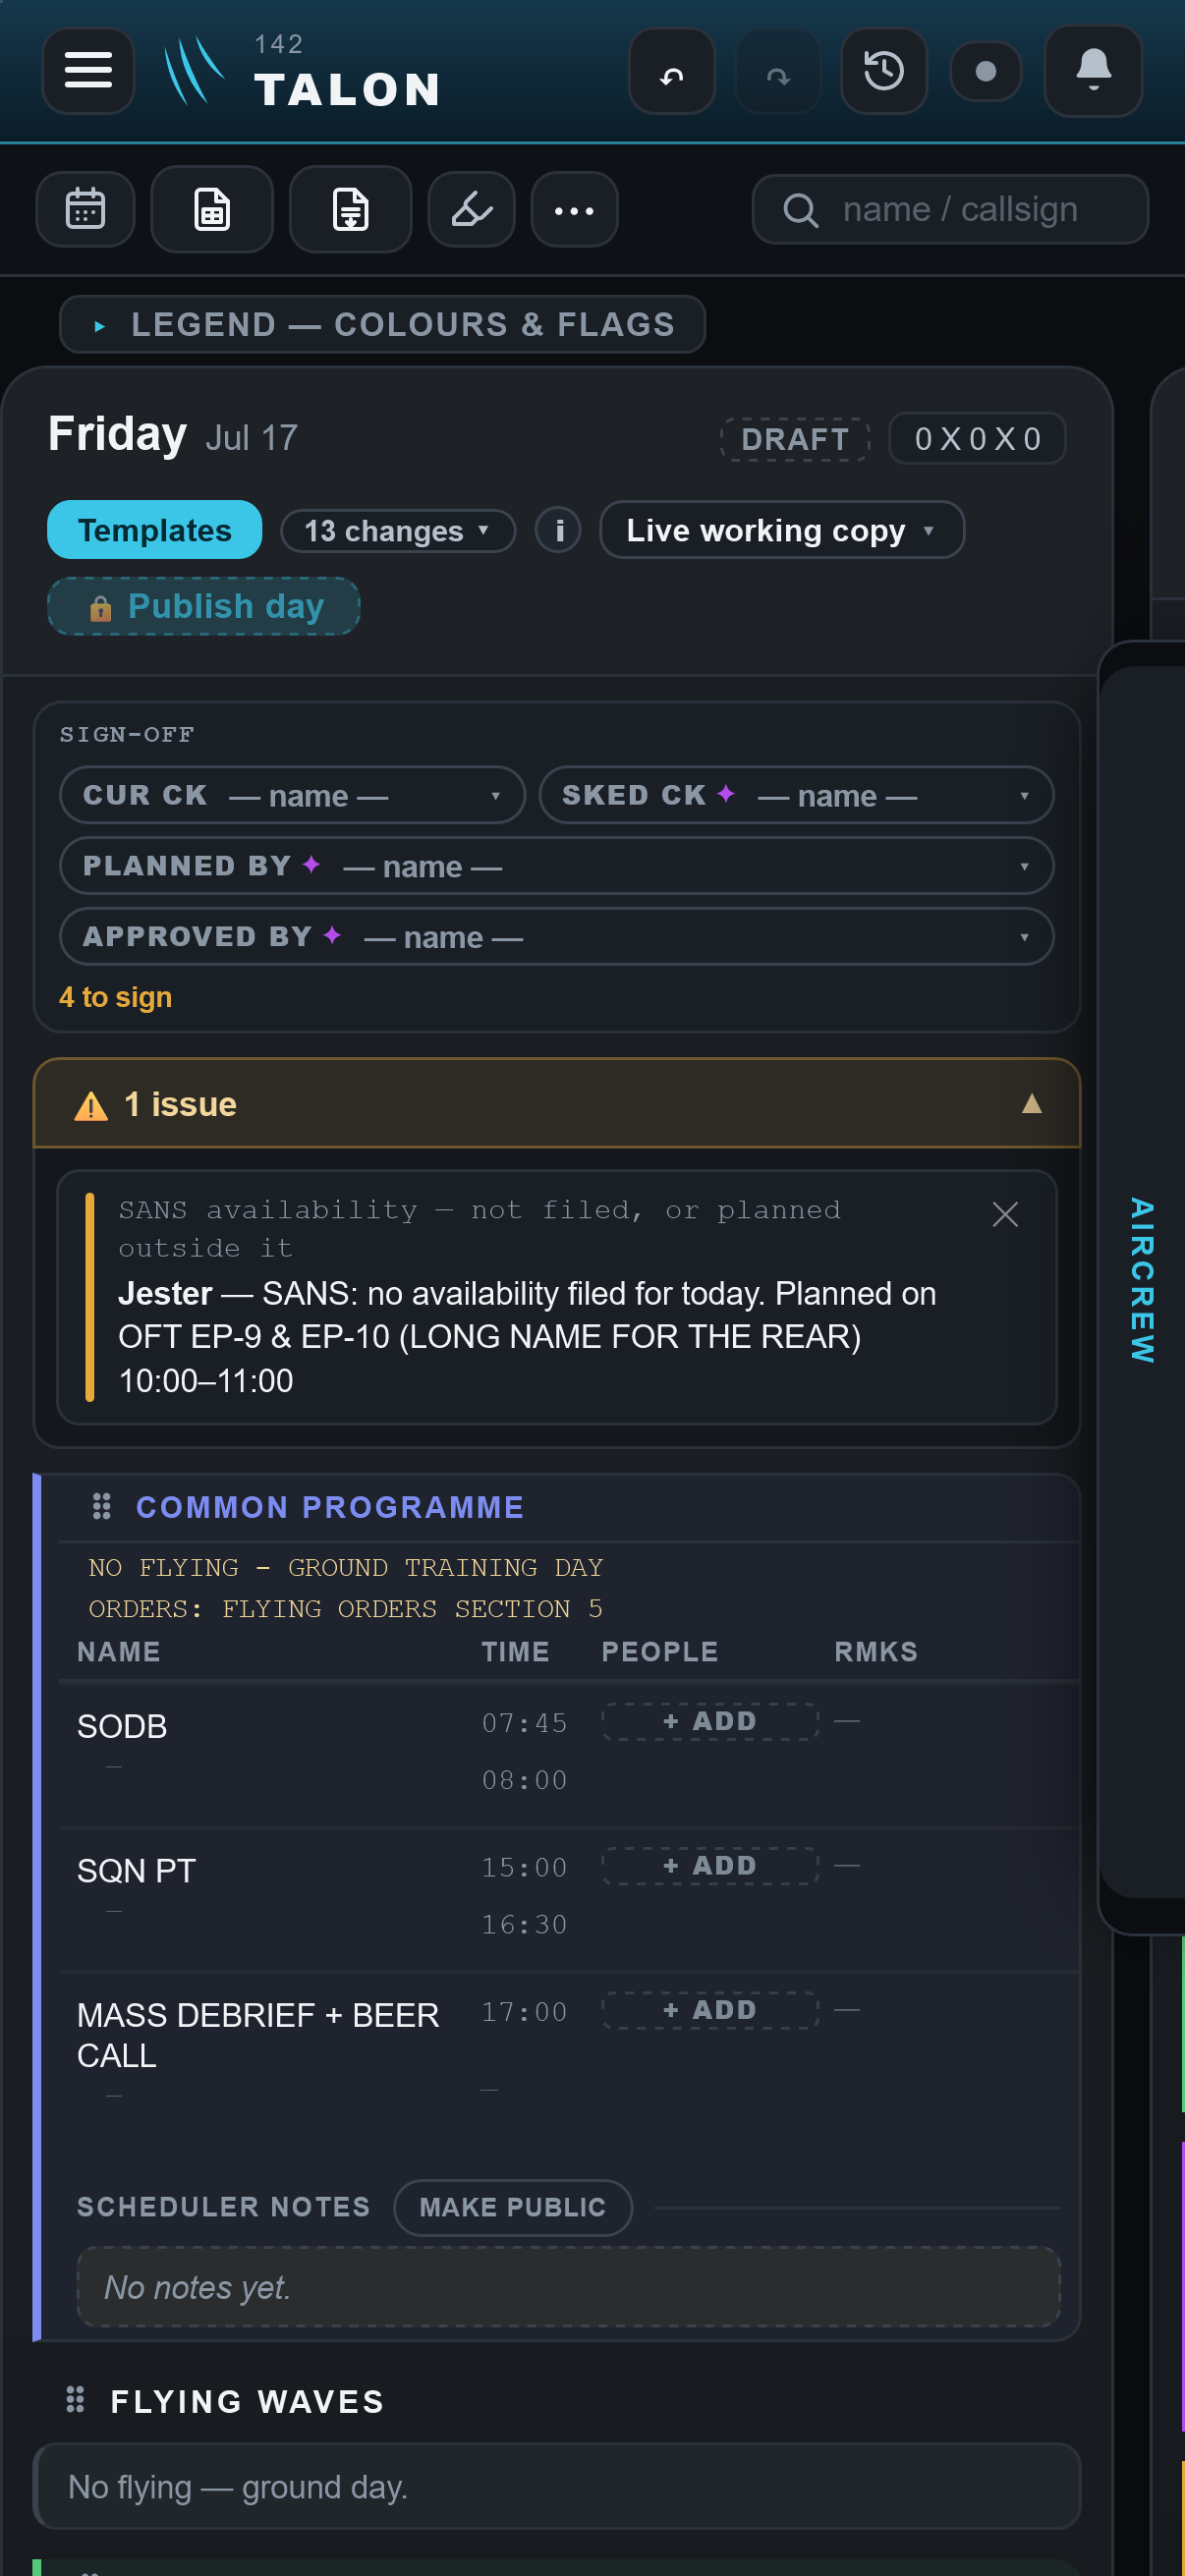 142
TALON
name / callsign
▸ LEGEND — COLOURS & FLAGS
Friday Jul 17 DRAFT 0 X 0 X 0
Templates 13 changes ▾ i Live working copy ▾
🔒 Publish day
SIGN-OFF
CUR CK — name — ▾ SKED CK ✦ — name — ▾
PLANNED BY ✦ — name — ▾
APPROVED BY ✦ — name — ▾
4 to sign
⚠️ 1 issue ▲
SANS availability — not filed, or planned
outside it
Jester — SANS: no availability filed for today. Planned on
OFT EP-9 & EP-10 (LONG NAME FOR THE REAR)
10:00–11:00
AIRCREW
COMMON PROGRAMME
NO FLYING - GROUND TRAINING DAY
ORDERS: FLYING ORDERS SECTION 5
NAME TIME PEOPLE RMKS
SODB 07:45 + ADD —
— 08:00
SQN PT 15:00 + ADD —
— 16:30
MASS DEBRIEF + BEER 17:00 + ADD —
CALL
— —
SCHEDULER NOTES MAKE PUBLIC
No notes yet.
FLYING WAVES
No flying — ground day.